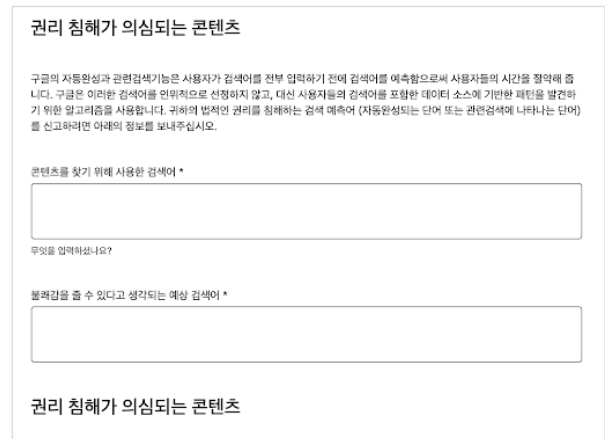 권리 침해가 의심되는 콘텐츠
구글의 자동완성과 관련검색기능은 사용자가 검색어를 전부 입력하기 전에 검색어를 예측함으로써 사용자들의 시간을 절약해 줍
니다. 구글은 이러한 검색어를 인위적으로 선정하지 않고, 대신 사용자들의 검색어를 포함한 데이터 소스에 기반한 패턴을 발견하
기 위한 알고리즘을 사용합니다. 귀하의 법적인 권리를 침해하는 검색 예측어 (자동완성되는 단어 또는 관련검색에 나타나는 단어)
를 신고하려면 아래의 정보를 보내주십시오.
콘텐츠를 찾기 위해 사용한 검색어 *
무엇을 입력하셨나요?
불쾌감을 줄 수 있다고 생각되는 예상 검색어 *
권리 침해가 의심되는 콘텐츠